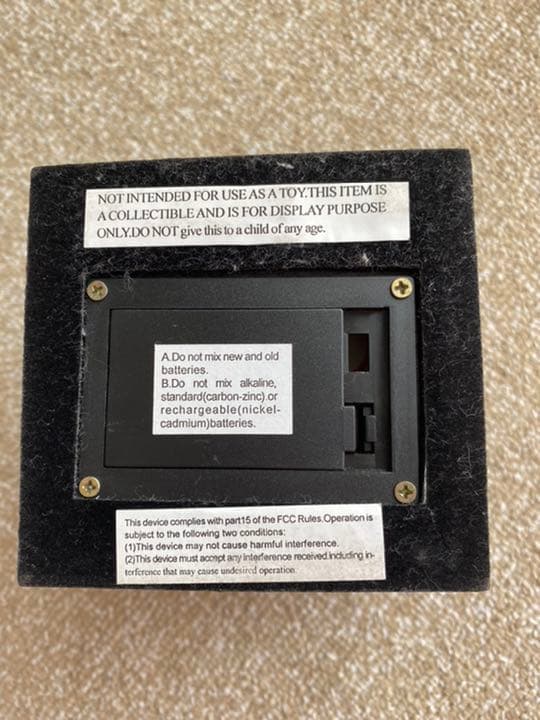 NOT INTENDED FOR USE AS A TOY.THIS ITEM IS
A COLLECTIBLE AND IS FOR DISPLAY PURPOSE
ONLY.DO NOT give this to a child of any age.
A.Do not mix new and old
batteries.
B.Do not mix alkaline,
standard(carbon-zinc).or
rechargeable(nickel-
cadmium)batteries.
This device complies with part15 of the FCC Rules.Operation is
subject to the following two conditions:
(1)This device may not cause harmful interference.
(2)This device must accept any interference received.including in-
terference that may cause undesired operation.